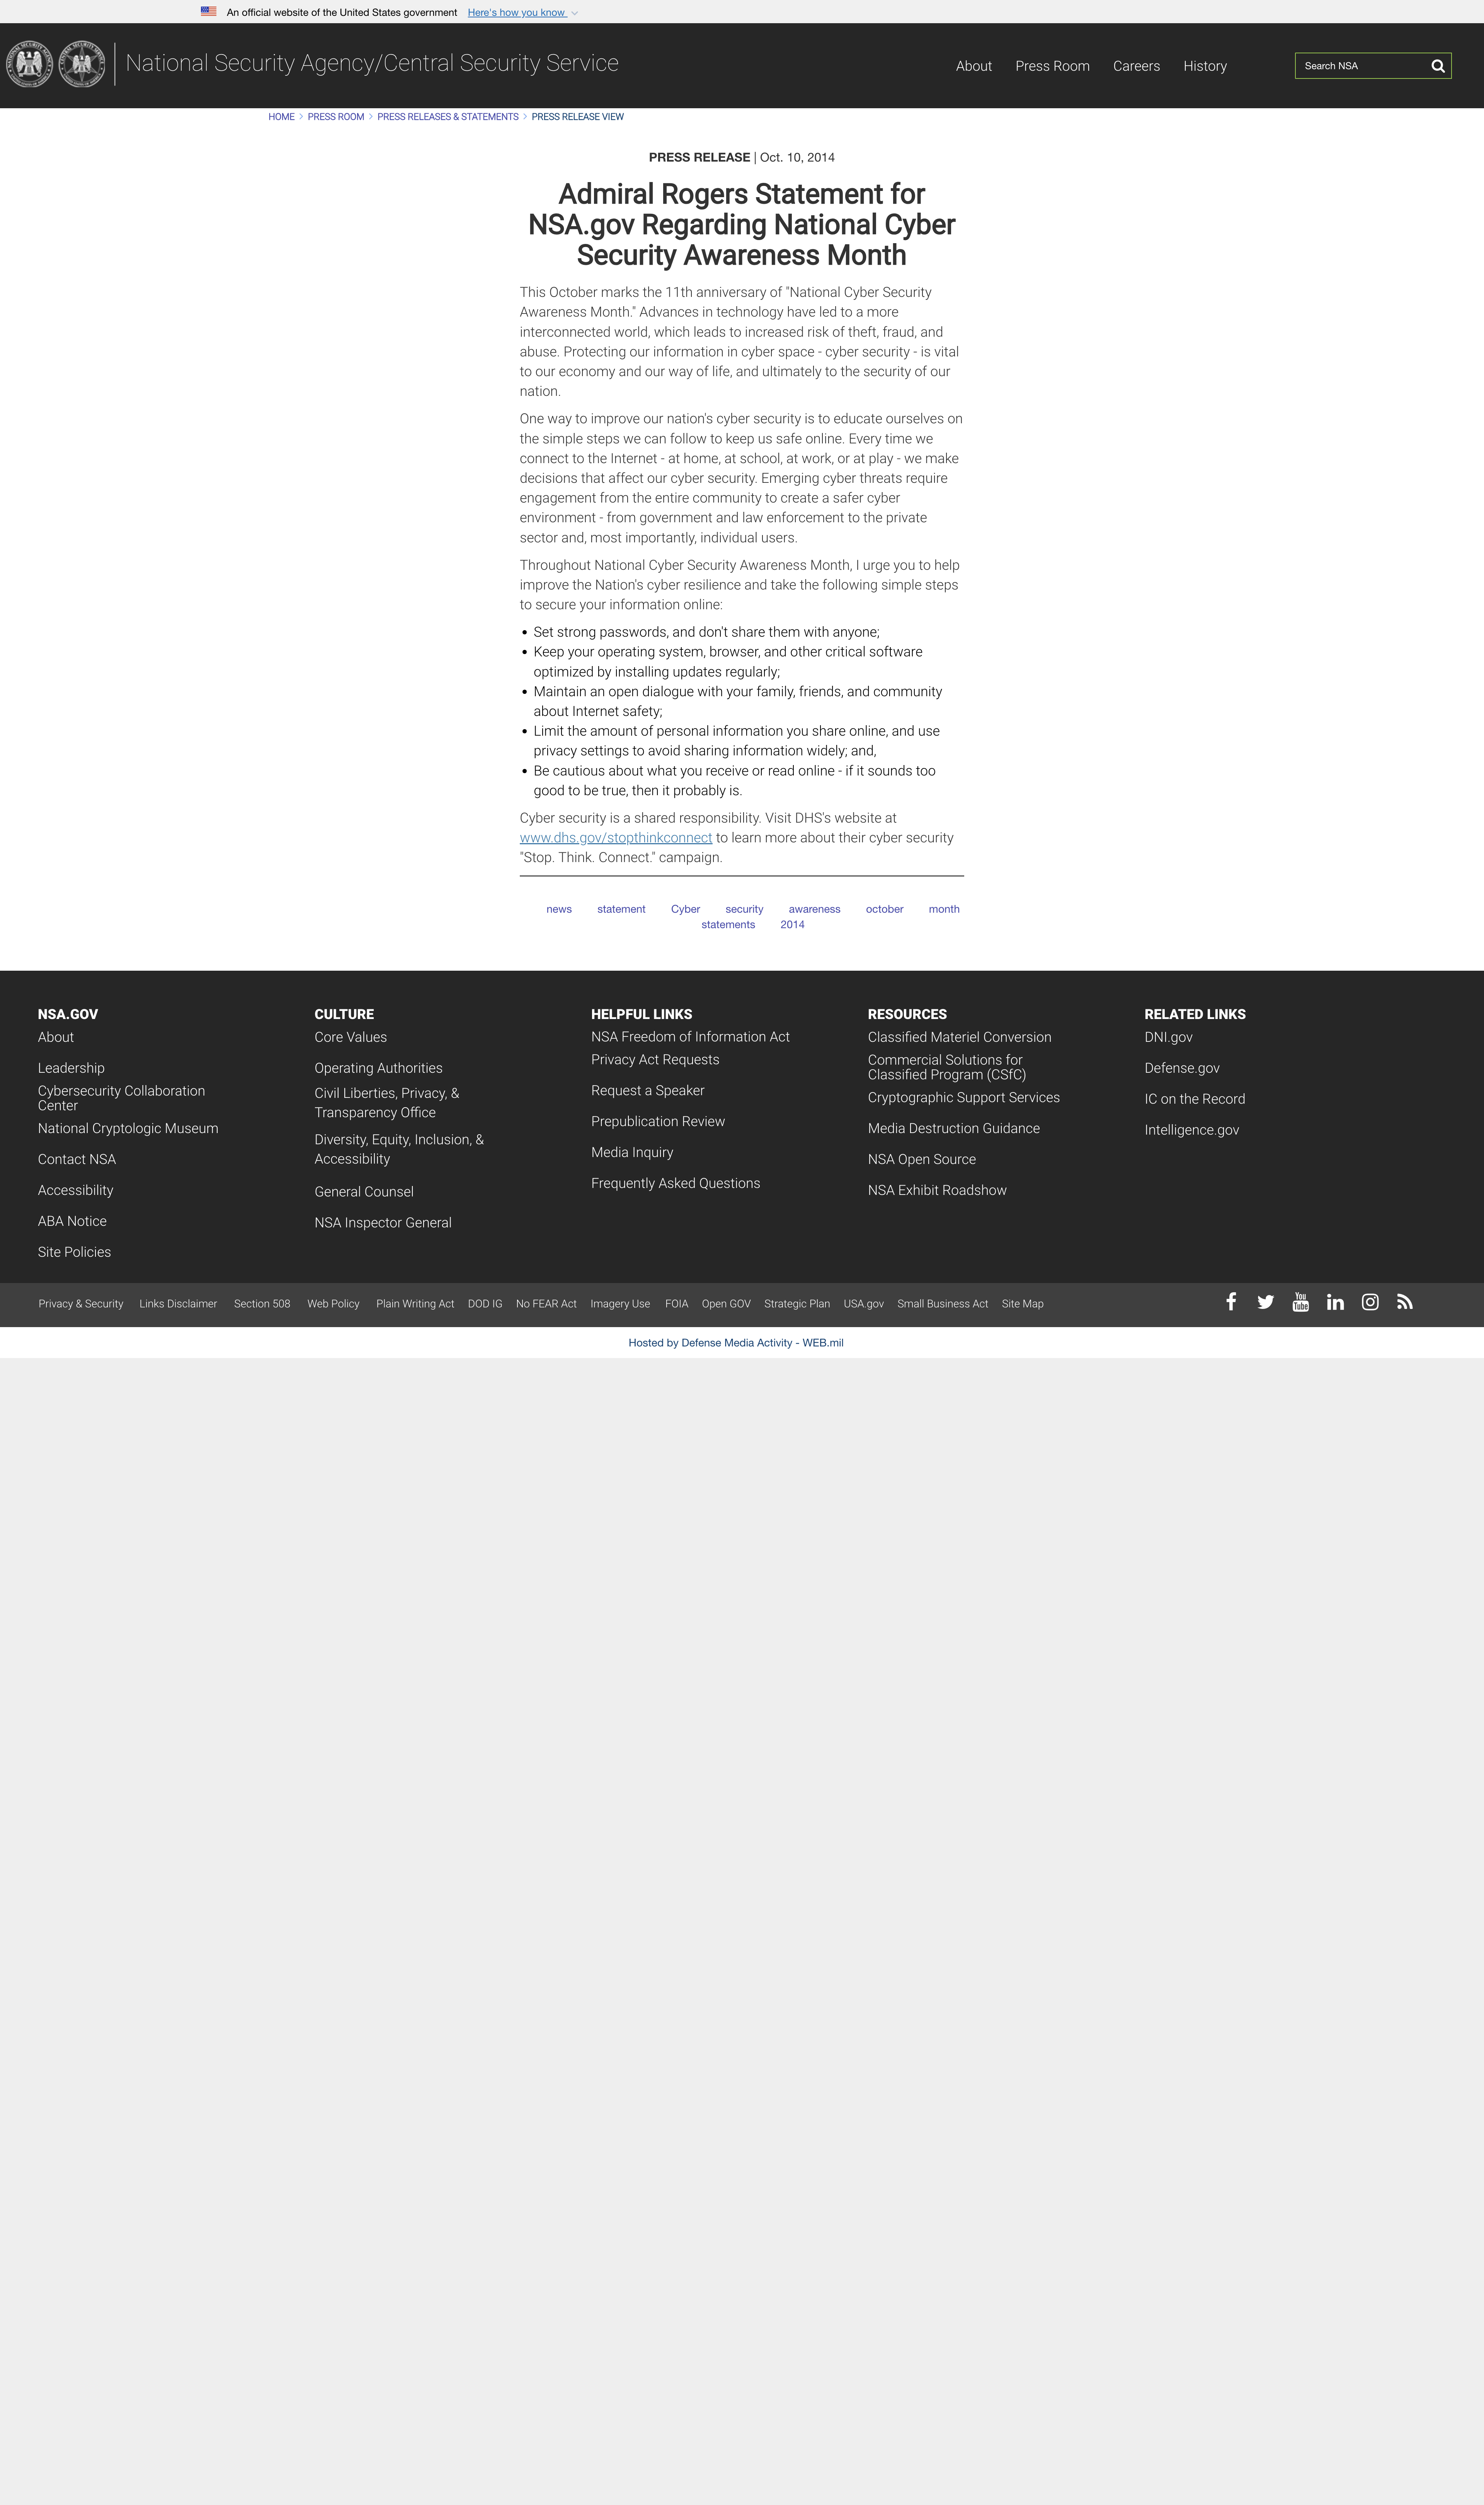 An official website of the United States government Here's how you know
National Security Agency/Central Security Service
About Press Room Careers History
Search NSA
HOME > PRESS ROOM > PRESS RELEASES & STATEMENTS > PRESS RELEASE VIEW
PRESS RELEASE | Oct. 10, 2014
Admiral Rogers Statement for
NSA.gov Regarding National Cyber
Security Awareness Month
This October marks the 11th anniversary of "National Cyber Security
Awareness Month." Advances in technology have led to a more
interconnected world, which leads to increased risk of theft, fraud, and
abuse. Protecting our information in cyber space - cyber security - is vital
to our economy and our way of life, and ultimately to the security of our
nation.
One way to improve our nation's cyber security is to educate ourselves on
the simple steps we can follow to keep us safe online. Every time we
connect to the Internet - at home, at school, at work, or at play - we make
decisions that affect our cyber security. Emerging cyber threats require
engagement from the entire community to create a safer cyber
environment - from government and law enforcement to the private
sector and, most importantly, individual users.
Throughout National Cyber Security Awareness Month, I urge you to help
improve the Nation's cyber resilience and take the following simple steps
to secure your information online:
• Set strong passwords, and don't share them with anyone;
• Keep your operating system, browser, and other critical software
optimized by installing updates regularly;
• Maintain an open dialogue with your family, friends, and community
about Internet safety;
• Limit the amount of personal information you share online, and use
privacy settings to avoid sharing information widely; and,
• Be cautious about what you receive or read online - if it sounds too
good to be true, then it probably is.
Cyber security is a shared responsibility. Visit DHS's website at
www.dhs.gov/stopthinkconnect to learn more about their cyber security
"Stop. Think. Connect." campaign.
news statement Cyber security awareness october month
statements 2014
NSA.GOV
About
Leadership
Cybersecurity Collaboration
Center
National Cryptologic Museum
Contact NSA
Accessibility
ABA Notice
Site Policies
CULTURE
Core Values
Operating Authorities
Civil Liberties, Privacy, &
Transparency Office
Diversity, Equity, Inclusion, &
Accessibility
General Counsel
NSA Inspector General
HELPFUL LINKS
NSA Freedom of Information Act
Privacy Act Requests
Request a Speaker
Prepublication Review
Media Inquiry
Frequently Asked Questions
RESOURCES
Classified Materiel Conversion
Commercial Solutions for
Classified Program (CSfC)
Cryptographic Support Services
Media Destruction Guidance
NSA Open Source
NSA Exhibit Roadshow
RELATED LINKS
DNI.gov
Defense.gov
IC on the Record
Intelligence.gov
Privacy & Security Links Disclaimer Section 508 Web Policy Plain Writing Act DOD IG No FEAR Act Imagery Use FOIA Open GOV Strategic Plan USA.gov Small Business Act Site Map
You
Tube
Hosted by Defense Media Activity - WEB.mil